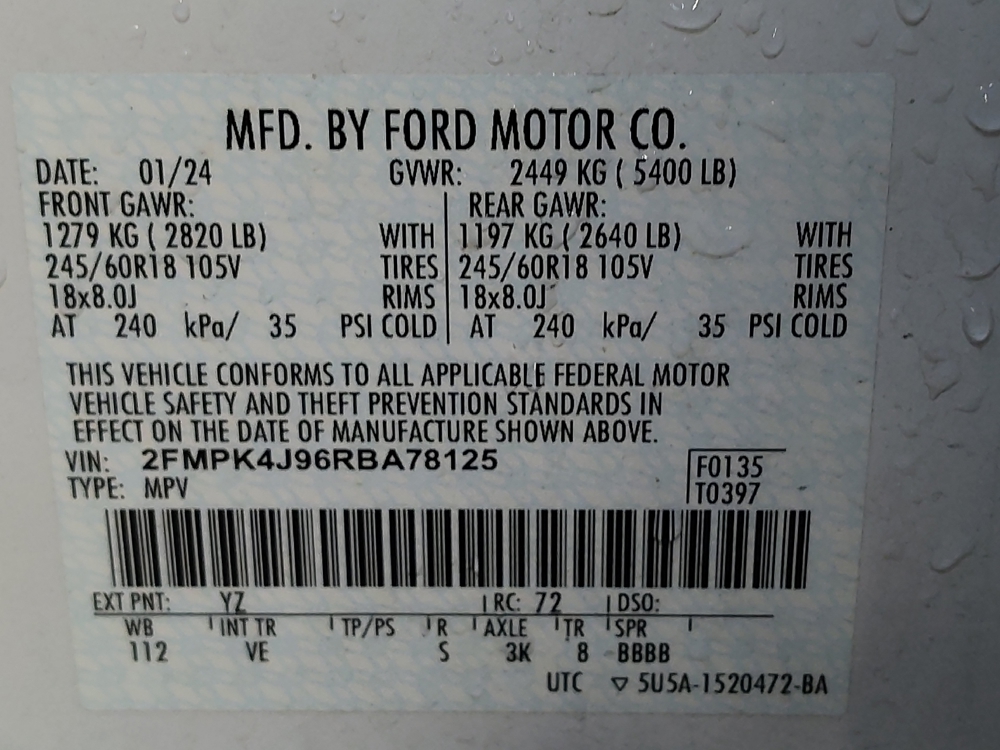 MFD. BY FORD MOTOR CO.
DATE: 01/24 GVWR: 2449 KG ( 5400 LB)
FRONT GAWR: REAR GAWR:
1279 KG ( 2820 LB) WITH 1197 KG ( 2640 LB) WITH
245/60R18 105V TIRES 245/60R18 105V TIRES
18x8.0J RIMS 18x8.0J RIMS
AT 240 kPa/ 35 PSI COLD AT 240 kPa/ 35 PSI COLD
THIS VEHICLE CONFORMS TO ALL APPLICABLE FEDERAL MOTOR
VEHICLE SAFETY AND THEFT PREVENTION STANDARDS IN
EFFECT ON THE DATE OF MANUFACTURE SHOWN ABOVE.
VIN: 2FMPK4J96RBA78125 F0135
TYPE: MPV T0397
EXT PNT: YZ RC: 72 DSO:
WB INT TR TP/PS R AXLE TR SPR
112 VE S 3K 8 BBBB
UTC ▽ 5U5A-1520472-BA